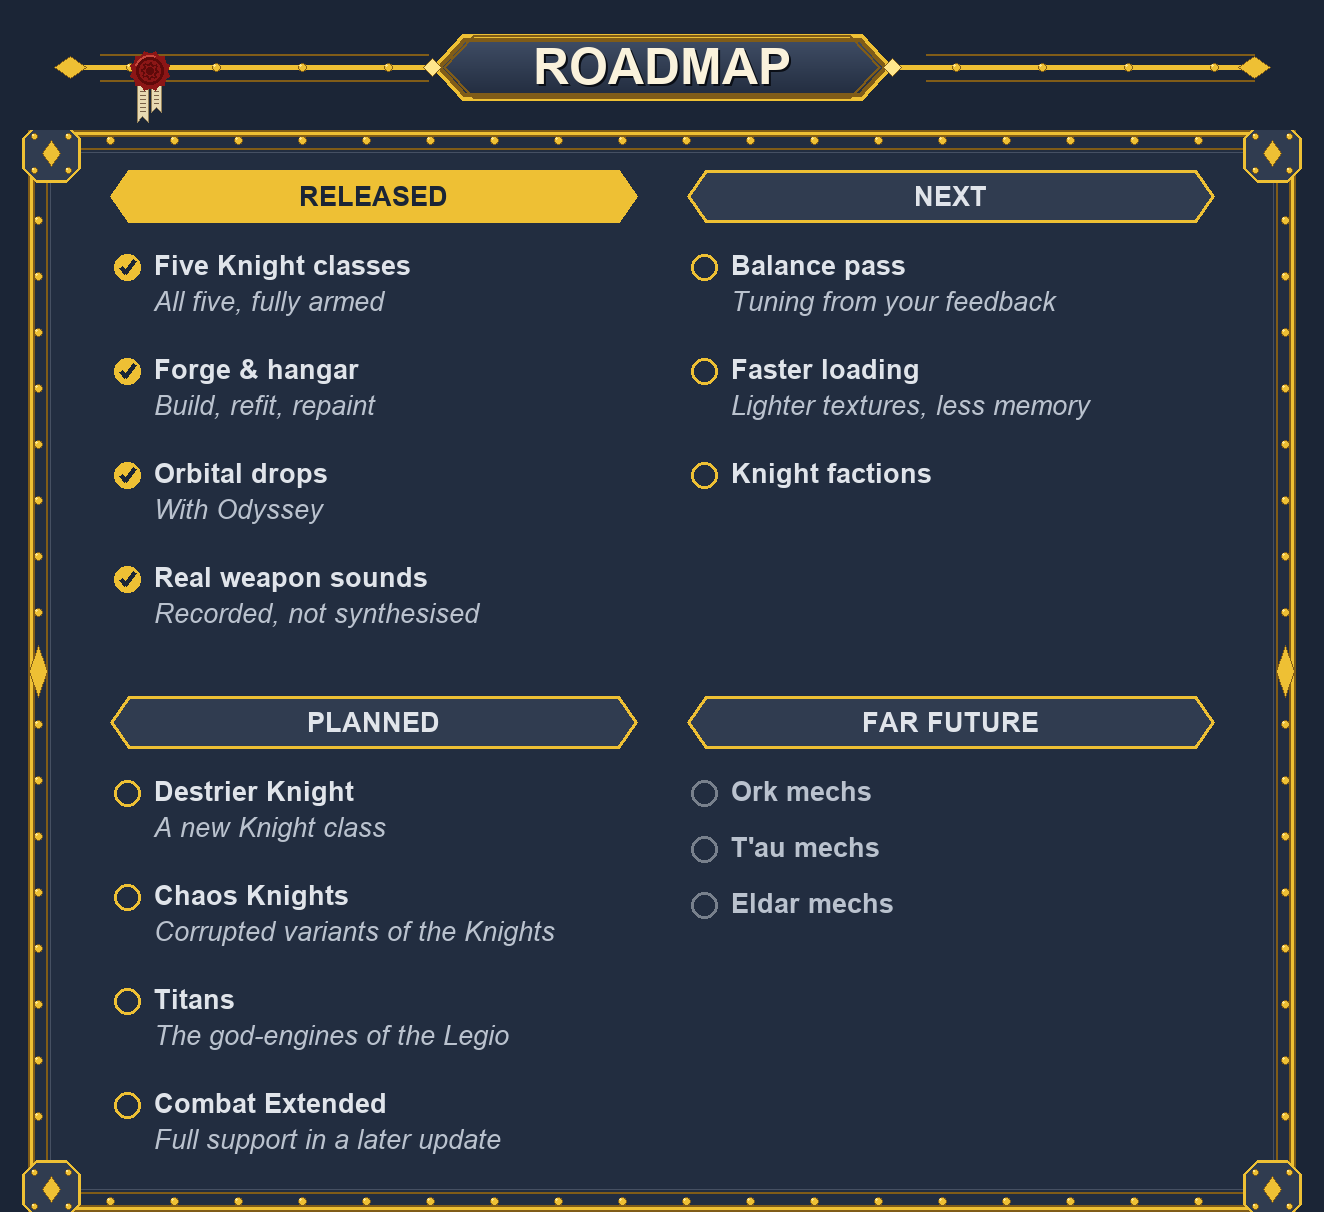 ROADMAP
RELEASED
Five Knight classes
All five, fully armed
Forge & hangar
Build, refit, repaint
Orbital drops
With Odyssey
Real weapon sounds
Recorded, not synthesised
NEXT
Balance pass
Tuning from your feedback
Faster loading
Lighter textures, less memory
Knight factions
PLANNED
Destrier Knight
A new Knight class
Chaos Knights
Corrupted variants of the Knights
Titans
The god-engines of the Legio
Combat Extended
Full support in a later update
FAR FUTURE
Ork mechs
T'au mechs
Eldar mechs